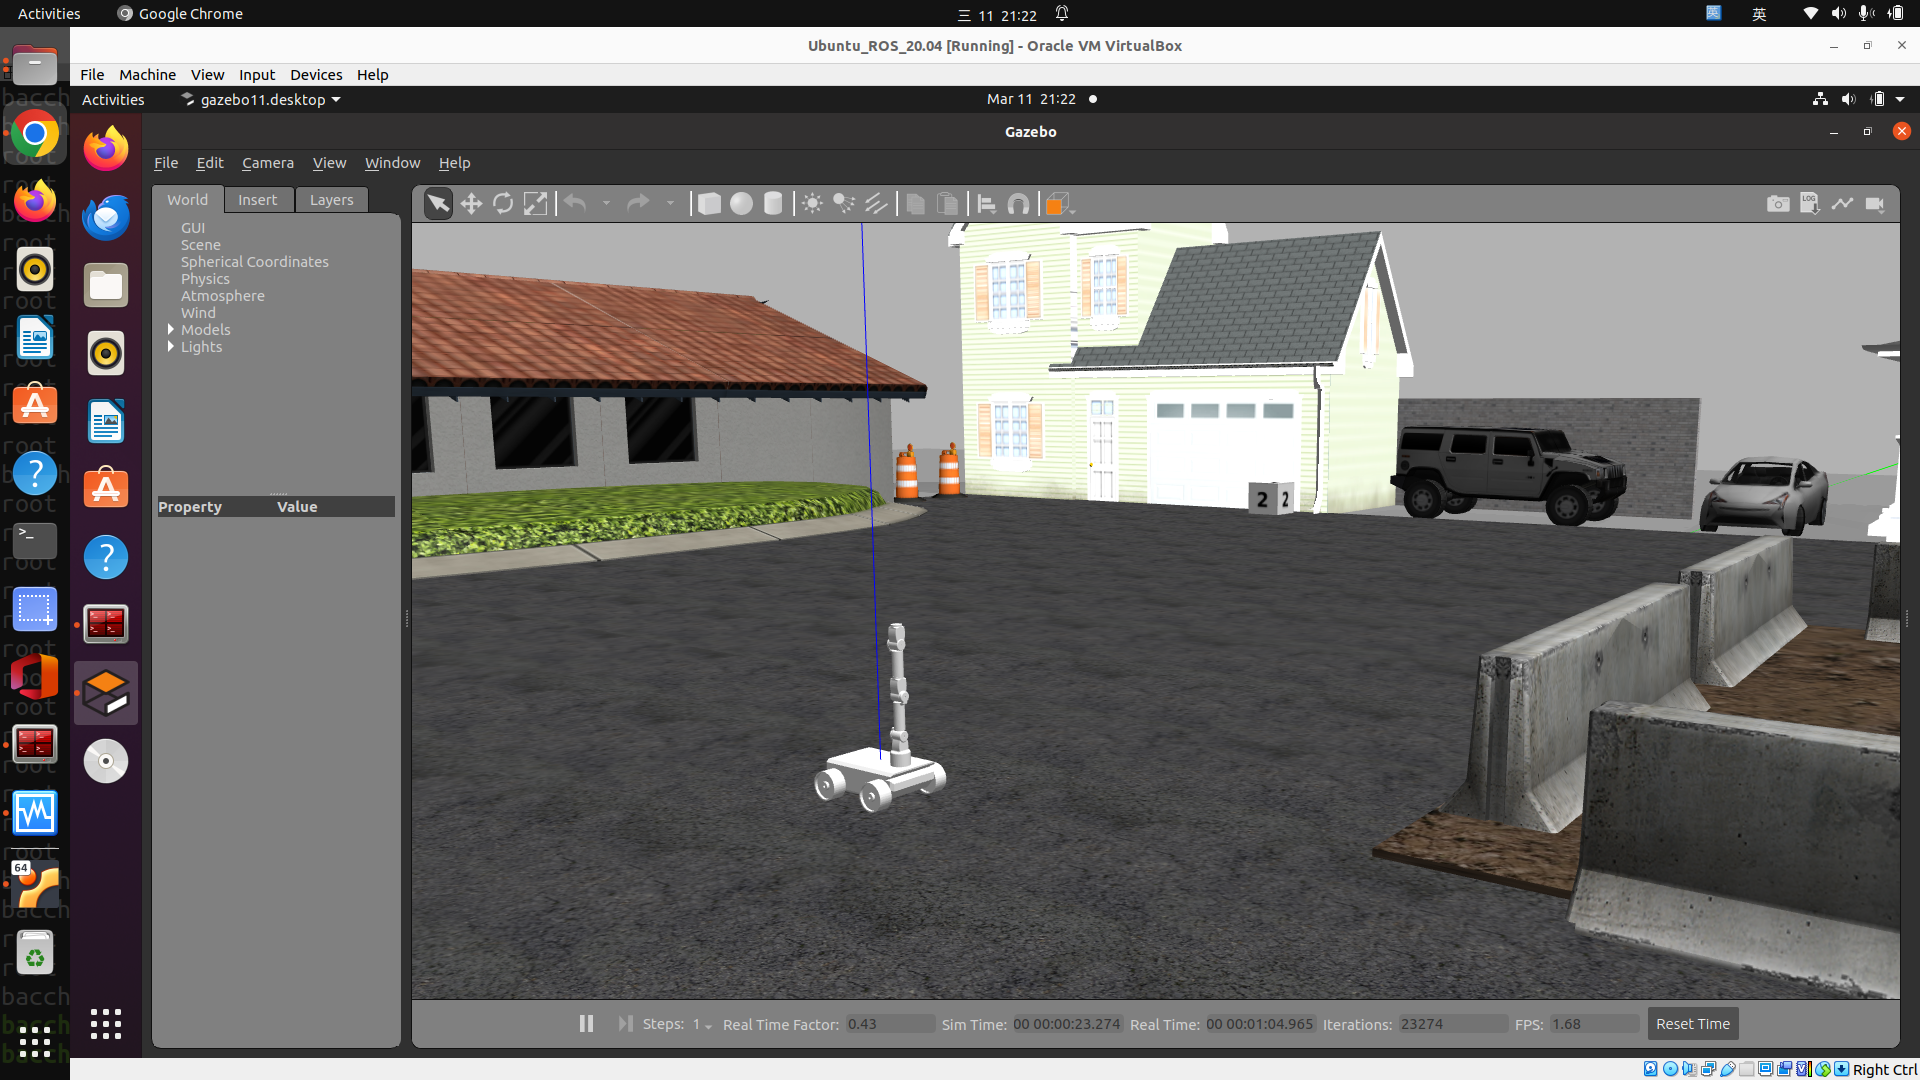 Activities Google Chrome 三 11 21:22 英 英
Ubuntu_ROS_20.04 [Running] - Oracle VM VirtualBox
File Machine View Input Devices Help
Activities gazebo11.desktop Mar 11 21:22
Gazebo
File Edit Camera View Window Help
World Insert Layers
LOG
GUI
Scene
Spherical Coordinates
Physics
Atmosphere
Wind
Models
Lights
Property Value
2 2
64
Steps: 1 Real Time Factor: 0.43 Sim Time: 00 00:00:23.274 Real Time: 00 00:01:04.965 Iterations: 23274 FPS: 1.68 Reset Time
Right Ctrl